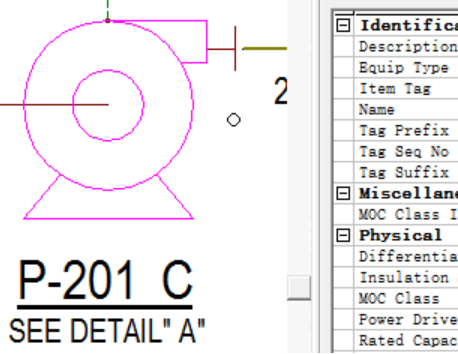 P-201 C
SEE DETAIL" A"
2
Identifica
Description
Equip Type
Item Tag
Name
Tag Prefix
Tag Seq No
Tag Suffix
Miscellane
MOC Class I
Physical
Differentia
Insulation
MOC Class
Power Drive
Rated Capac